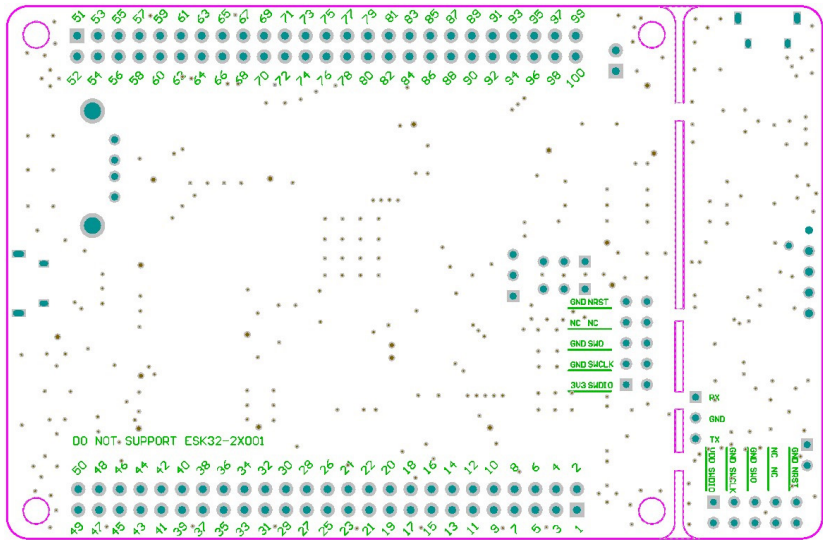 51 53 55 57 59 61 63 65 67 69 71 73 75 77 79 81 83 85 87 89 91 93 95 97 99
52 54 56 58 60 62 64 66 68 70 72 74 76 78 80 82 84 86 88 90 92 94 96 98 100
GND NRST
NC NC
GND SWO
GND SWCLK
3V3 SWDIO
RX
GND
TX
DO NOT SUPPORT ESK32-2X001
VDD SWDIO
GND SWCLK
GND SWO
NC NC
GND NRST
50 48 46 44 42 40 38 36 34 32 30 28 26 24 22 20 18 16 14 12 10 8 6 4 2
49 47 45 43 41 39 37 35 33 31 29 27 25 23 21 19 17 15 13 11 9 7 5 3 1